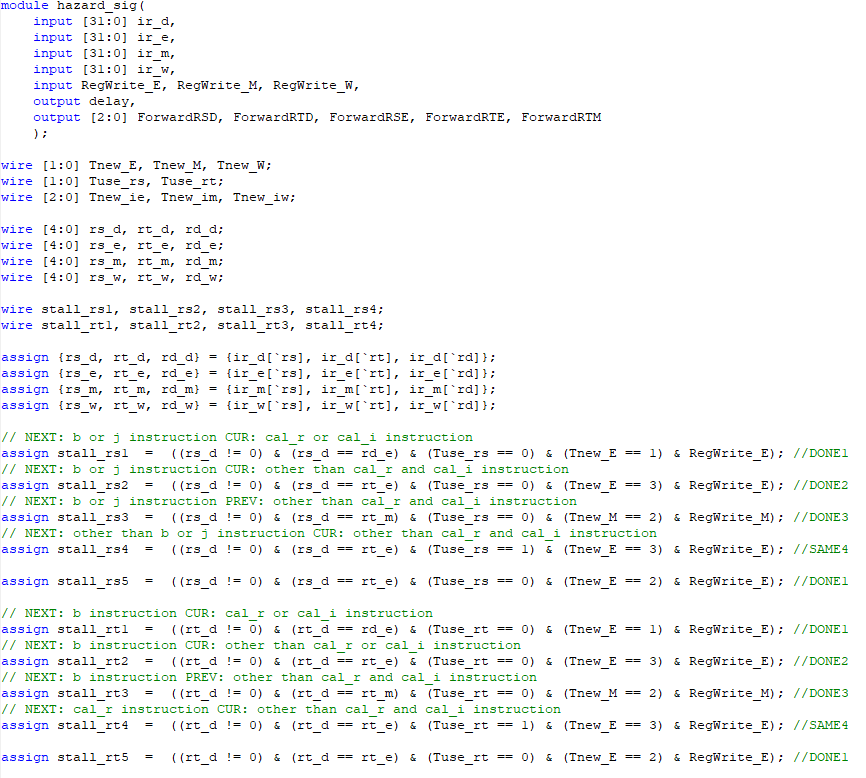 module hazard_sig(
    input [31:0] ir_d,
    input [31:0] ir_e,
    input [31:0] ir_m,
    input [31:0] ir_w,
    input RegWrite_E, RegWrite_M, RegWrite_W,
    output delay,
    output [2:0] ForwardRSD, ForwardRTD, ForwardRSE, ForwardRTE, ForwardRTM
    );

wire [1:0] Tnew_E, Tnew_M, Tnew_W;
wire [1:0] Tuse_rs, Tuse_rt;
wire [2:0] Tnew_ie, Tnew_im, Tnew_iw;

wire [4:0] rs_d, rt_d, rd_d;
wire [4:0] rs_e, rt_e, rd_e;
wire [4:0] rs_m, rt_m, rd_m;
wire [4:0] rs_w, rt_w, rd_w;

wire stall_rs1, stall_rs2, stall_rs3, stall_rs4;
wire stall_rt1, stall_rt2, stall_rt3, stall_rt4;

assign {rs_d, rt_d, rd_d} = {ir_d[`rs], ir_d[`rt], ir_d[`rd]};
assign {rs_e, rt_e, rd_e} = {ir_e[`rs], ir_e[`rt], ir_e[`rd]};
assign {rs_m, rt_m, rd_m} = {ir_m[`rs], ir_m[`rt], ir_m[`rd]};
assign {rs_w, rt_w, rd_w} = {ir_w[`rs], ir_w[`rt], ir_w[`rd]};

// NEXT: b or j instruction CUR: cal_r or cal_i instruction
assign stall_rs1  =  ((rs_d != 0) & (rs_d == rd_e) & (Tuse_rs == 0) & (Tnew_E == 1) & RegWrite_E); //DONE1
// NEXT: b or j instruction CUR: other than cal_r and cal_i instruction
assign stall_rs2  =  ((rs_d != 0) & (rs_d == rt_e) & (Tuse_rs == 0) & (Tnew_E == 3) & RegWrite_E); //DONE2
// NEXT: b or j instruction PREV: other than cal_r and cal_i instruction
assign stall_rs3  =  ((rs_d != 0) & (rs_d == rt_m) & (Tuse_rs == 0) & (Tnew_M == 2) & RegWrite_M); //DONE3
// NEXT: other than b or j instruction CUR: other than cal_r and cal_i instruction
assign stall_rs4  =  ((rs_d != 0) & (rs_d == rt_e) & (Tuse_rs == 1) & (Tnew_E == 3) & RegWrite_E); //SAME4

assign stall_rs5  =  ((rs_d != 0) & (rs_d == rt_e) & (Tuse_rs == 0) & (Tnew_E == 2) & RegWrite_E); //DONE1

// NEXT: b instruction CUR: cal_r or cal_i instruction
assign stall_rt1  =  ((rt_d != 0) & (rt_d == rd_e) & (Tuse_rt == 0) & (Tnew_E == 1) & RegWrite_E); //DONE1
// NEXT: b instruction CUR: other than cal_r or cal_i instruction
assign stall_rt2  =  ((rt_d != 0) & (rt_d == rt_e) & (Tuse_rt == 0) & (Tnew_E == 3) & RegWrite_E); //DONE2
// NEXT: b instruction PREV: other than cal_r and cal_i instruction
assign stall_rt3  =  ((rt_d != 0) & (rt_d == rt_m) & (Tuse_rt == 0) & (Tnew_M == 2) & RegWrite_M); //DONE3
// NEXT: cal_r instruction CUR: other than cal_r and cal_i instruction
assign stall_rt4  =  ((rt_d != 0) & (rt_d == rt_e) & (Tuse_rt == 1) & (Tnew_E == 3) & RegWrite_E); //SAME4

assign stall_rt5  =  ((rt_d != 0) & (rt_d == rt_e) & (Tuse_rt == 0) & (Tnew_E == 2) & RegWrite_E); //DONE1